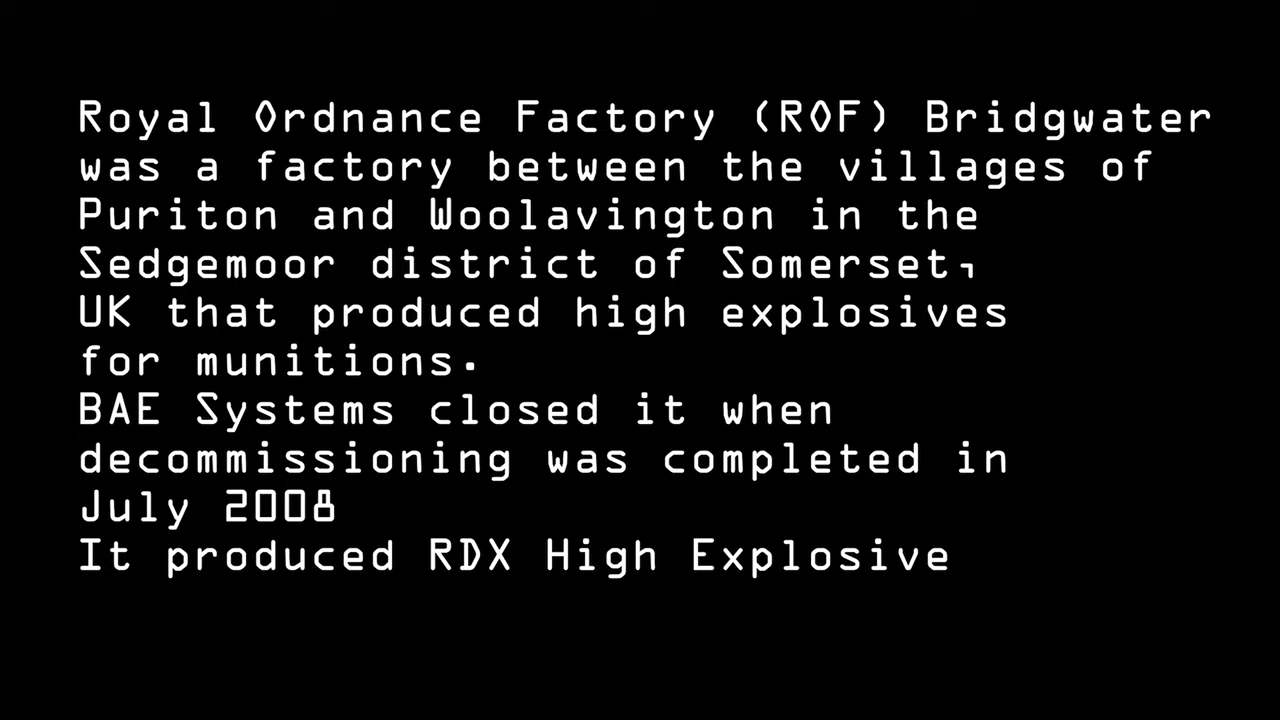 Royal Ordnance Factory (ROF) Bridgwater
was a factory between the villages of
Puriton and Woolavington in the
Sedgemoor district of Somerset,
UK that produced high explosives
for munitions.
BAE Systems closed it when
decommissioning was completed in
July 2008
It produced RDX High Explosive